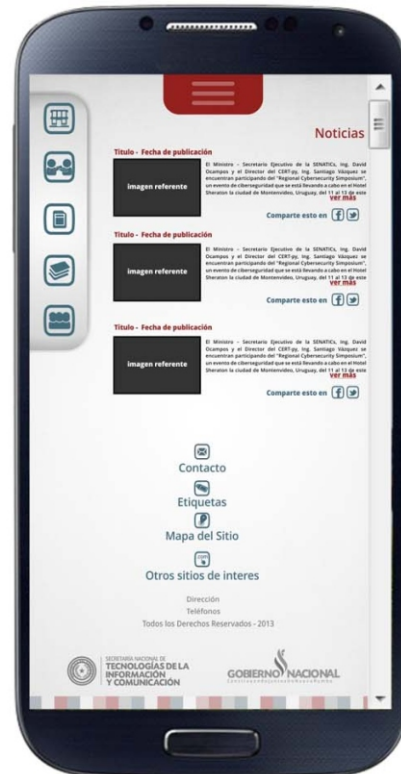 Noticias
Titulo - Fecha de publicación
imagen referente
El Ministro - Secretario Ejecutivo de la SENATICs, Ing. David
Ocampos y el Director del CERT-py, Ing. Santiago Vázquez se
encuentran participando del "Regional Cybersecurity Simposium",
un evento de ciberseguridad que se está llevando a cabo en el Hotel
Sheraton la ciudad de Montevideo, Uruguay, del 11 al 13 de este
ver más
Comparte esto en
Titulo - Fecha de publicación
imagen referente
El Ministro - Secretario Ejecutivo de la SENATICs, Ing. David
Ocampos y el Director del CERT-py, Ing. Santiago Vázquez se
encuentran participando del "Regional Cybersecurity Simposium",
un evento de ciberseguridad que se está llevando a cabo en el Hotel
Sheraton la ciudad de Montevideo, Uruguay, del 11 al 13 de este
ver más
Comparte esto en
Titulo - Fecha de publicación
imagen referente
El Ministro - Secretario Ejecutivo de la SENATICs, Ing. David
Ocampos y el Director del CERT-py, Ing. Santiago Vázquez se
encuentran participando del "Regional Cybersecurity Simposium",
un evento de ciberseguridad que se está llevando a cabo en el Hotel
Sheraton la ciudad de Montevideo, Uruguay, del 11 al 13 de este
ver más
Comparte esto en
Contacto
Etiquetas
Mapa del Sitio
Otros sitios de interes
Dirección
Teléfonos
Todos los Derechos Reservados - 2013
SECRETARÍA NACIONAL DE
TECNOLOGÍAS DE LA
INFORMACIÓN
Y COMUNICACIÓN
GOBIERNO NACIONAL